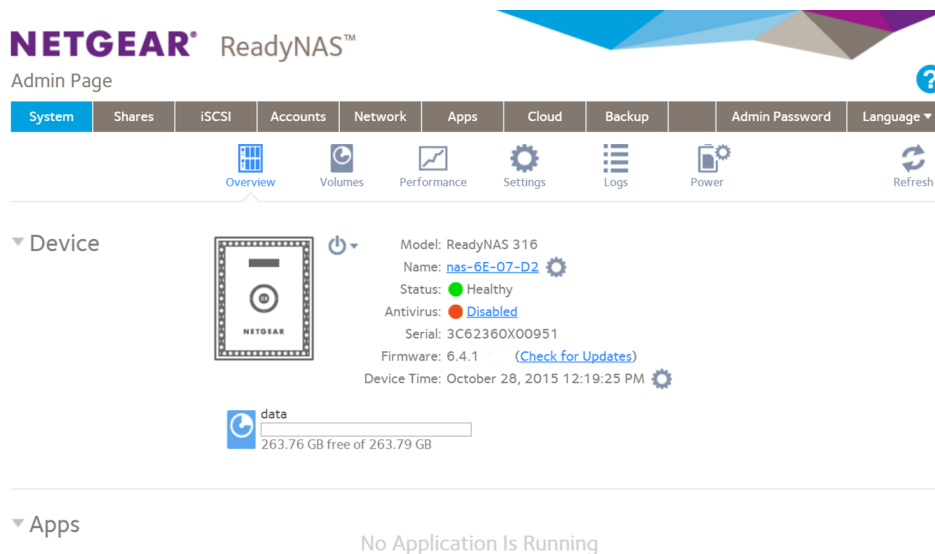 NETGEAR® ReadyNAS™
Admin Page
?
System Shares iSCSI Accounts Network Apps Cloud Backup Admin Password Language
Overview Volumes Performance Settings Logs Power Refresh
Device
Model: ReadyNAS 316
Name: nas-6E-07-D2
Status: Healthy
Antivirus: Disabled
NETGEAR
Serial: 3C62360X00951
Firmware: 6.4.1 (Check for Updates)
Device Time: October 28, 2015 12:19:25 PM
data
263.76 GB free of 263.79 GB
Apps
No Application Is Running